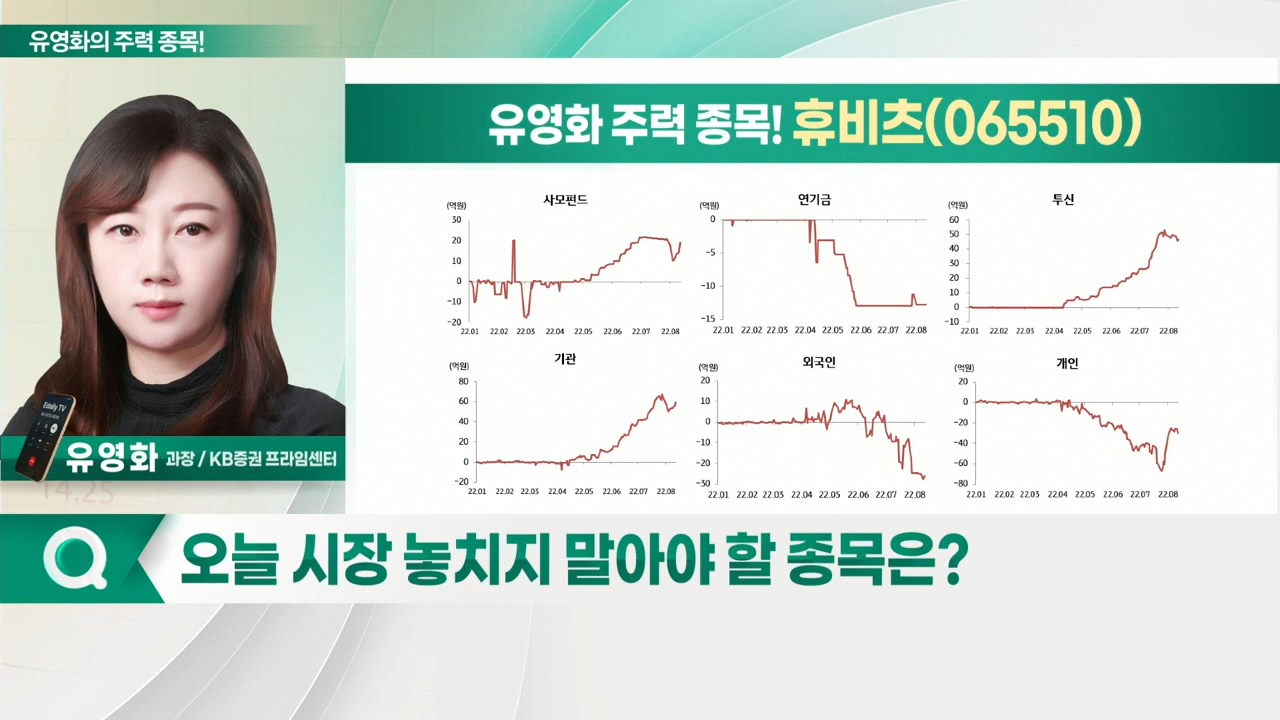 유영화의 주력 종목!
유영화 주력 종목! 휴비츠(065510)
사모펀드
(억원)
30
20
10
0
-10
-20
22.01 22.02 22.03 22.04 22.05 22.06 22.07 22.08
연기금
(억원)
0
-5
-10
-15
22.01 22.02 22.03 22.04 22.05 22.06 22.07 22.08
투신
(억원)
60
50
40
30
20
10
0
-10
22.01 22.02 22.03 22.04 22.05 22.06 22.07 22.08
기관
(억원)
80
60
40
20
0
-20
22.01 22.02 22.03 22.04 22.05 22.06 22.07 22.08
외국인
(억원)
20
10
0
-10
-20
-30
22.01 22.02 22.03 22.04 22.05 22.06 22.07 22.08
개인
(억원)
20
0
-20
-40
-60
-80
22.01 22.02 22.03 22.04 22.05 22.06 22.07 22.08
Edaily TV
유영화 과장 / KB증권 프라임센터
14:25
오늘 시장 놓치지 말아야 할 종목은?